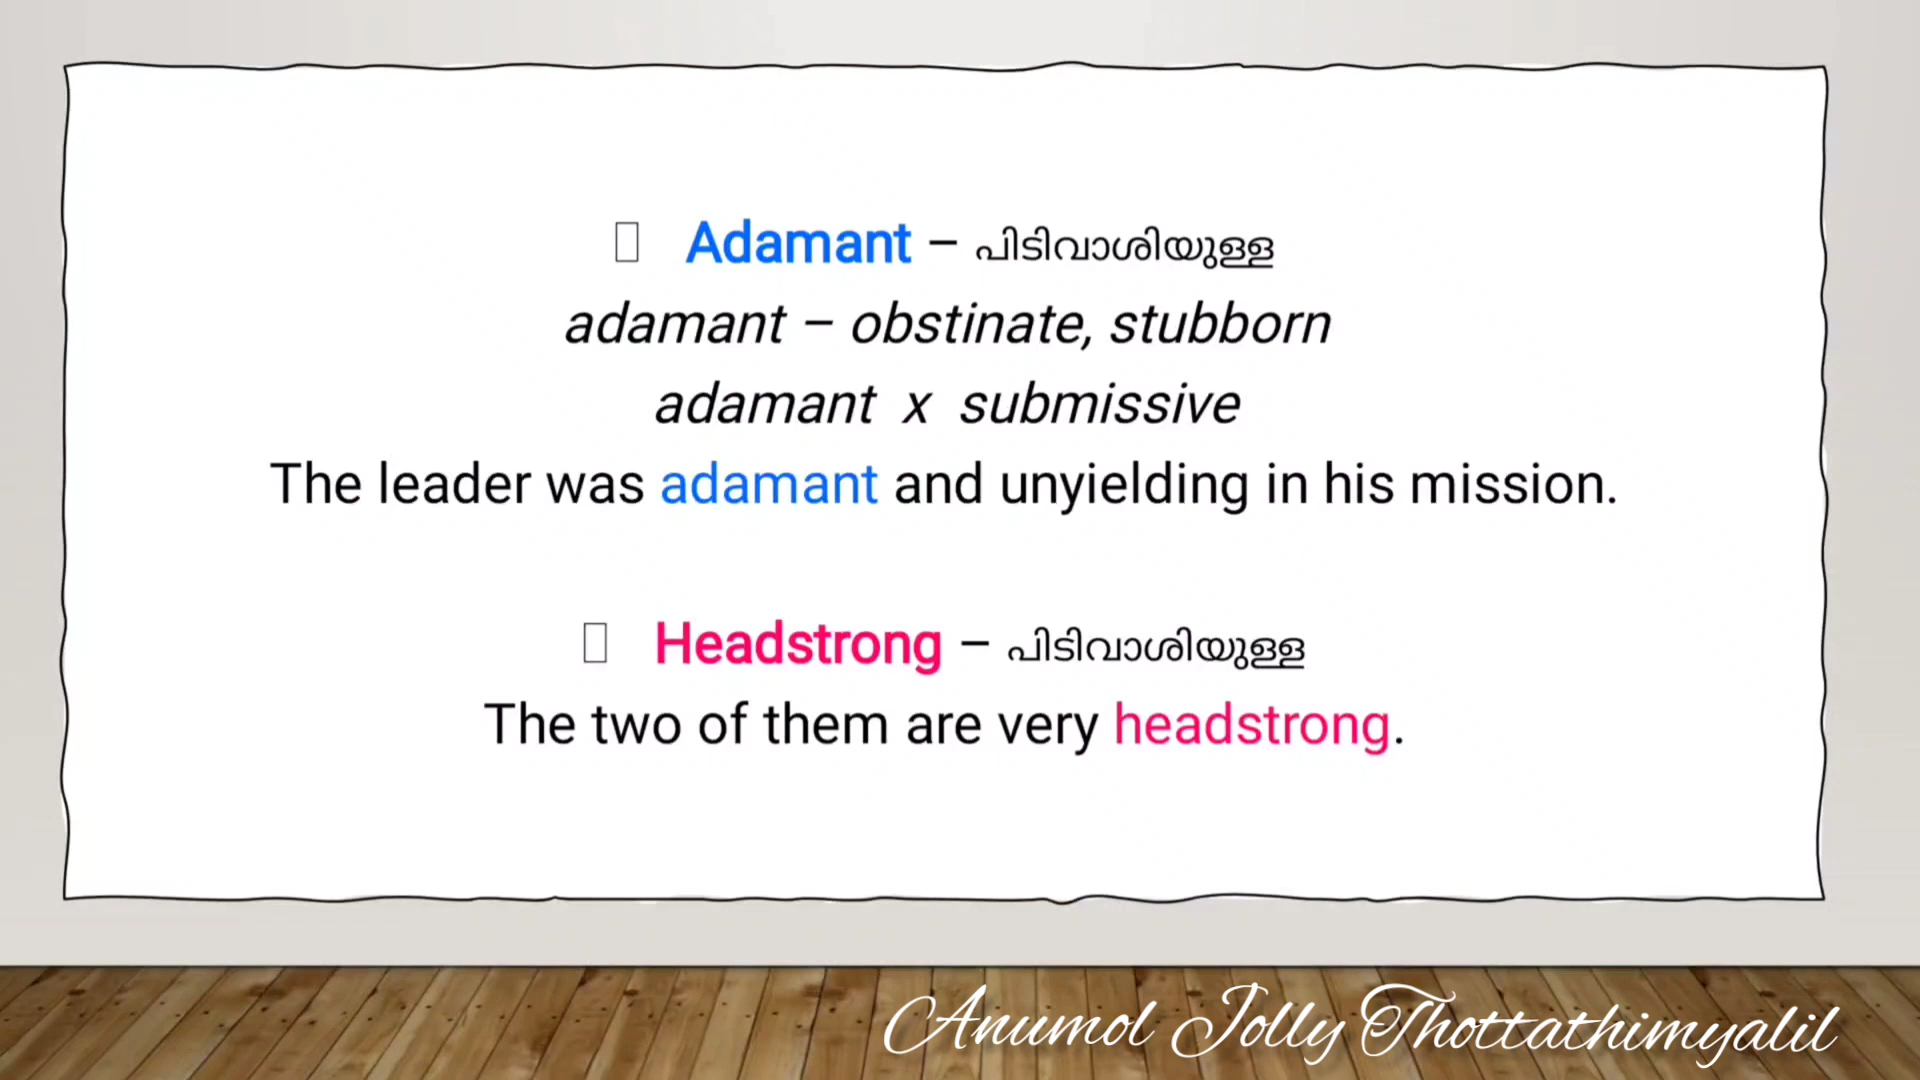 Adamant – പിടിവാശിയുള്ള
adamant – obstinate, stubborn
adamant x submissive
The leader was adamant and unyielding in his mission.
Headstrong – പിടിവാശിയുള്ള
The two of them are very headstrong.
Anumol Jolly Thottathimyalil